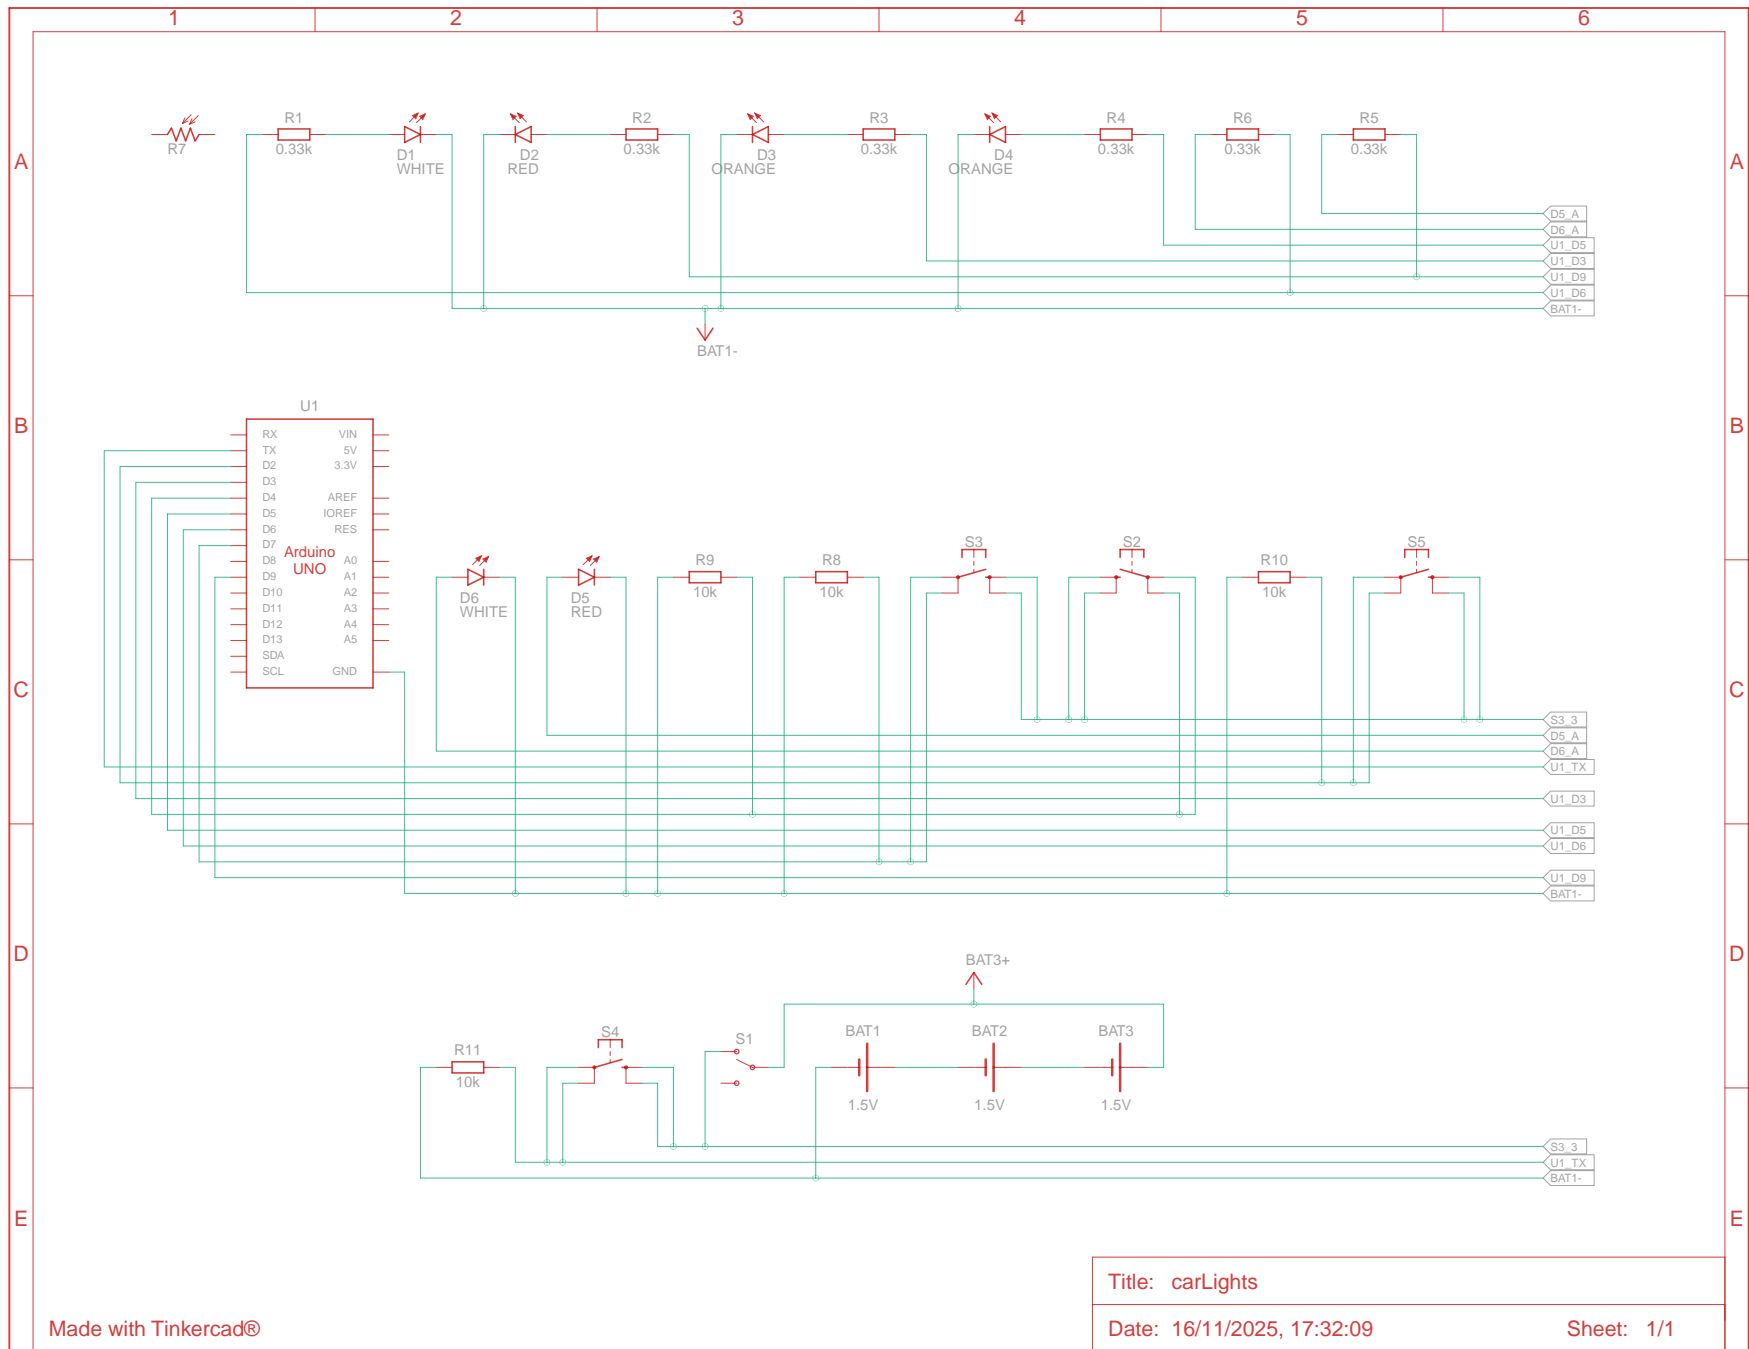 1 2 3 4 5 6
A A
R7
R1
0.33k
D1
WHITE
D2
RED
R2
0.33k
D3
ORANGE
R3
0.33k
D4
ORANGE
R4
0.33k
R6
0.33k
R5
0.33k
D5_A
D6_A
U1_D5
U1_D3
U1_D9
U1_D6
BAT1-
BAT1-
B B
U1
RX VIN
TX 5V
D2 3.3V
D3
D4 AREF
D5 IOREF
D6 RES
D7
Arduino
UNO
D8 A0
D9 A1
D10 A2
D11 A3
D12 A4
D13 A5
SDA
SCL GND
D6
WHITE
D5
RED
R9
10k
R8
10k
S3
S2
R10
10k
S5
C C
S3_3
D5_A
D6_A
U1_TX
U1_D3
U1_D5
U1_D6
U1_D9
BAT1-
D D
BAT3+
R11
10k
S4
S1
BAT1
1.5V
BAT2
1.5V
BAT3
1.5V
S3_3
U1_TX
BAT1-
E E
Title: carLights
Made with Tinkercad®
Date: 16/11/2025, 17:32:09 Sheet: 1/1